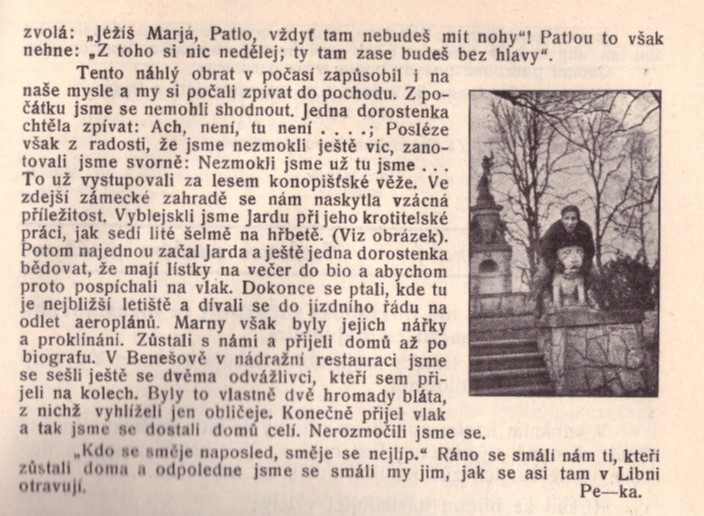 zvolá: „Ježíš Marjá, Patlo, vždyť tam nebudeš mít nohy“! Patlou to však
nehne: „Z toho si nic nedělej; ty tam zase budeš bez hlavy“.
Tento náhlý obrat v počasí zapůsobil i na
naše mysle a my si počali zpívat do pochodu. Z po-
čátku jsme se nemohli shodnout. Jedna dorostenka
chtěla zpívat: Ach, není, tu není . . . .; Posléze
však z radosti, že jsme nezmokli ještě víc, zano-
tovali jsme svorně: Nezmokli jsme už tu jsme . . .
To už vystupovali za lesem konopišťské věže. Ve
zdejší zámecké zahradě se nám naskytla vzácná
příležitost. Vyblejskli jsme Jardu při jeho krotitelské
práci, jak sedí lité šelmě na hřbetě. (Viz obrázek).
Potom najednou začal Jarda a ještě jedna dorostenka
bědovat, že mají lístky na večer do bio a abychom
proto pospíchali na vlak. Dokonce se ptali, kde tu
je nejbližší letiště a dívali se do jízdního řádu na
odlet aeroplánů. Marny však byly jejich nářky
a proklínání. Zůstali s námi a přijeli domů až po
biografu. V Benešově v nádražní restauraci jsme
se sešli ještě se dvěma odvážlivci, kteří sem při-
jeli na kolech. Byly to vlastně dvě hromady bláta,
z nichž vyhlíželi jen obličeje. Konečně přijel vlak
a tak jsme se dostali domů celí. Nerozmočili jsme se.
„Kdo se směje naposled, směje se nejlíp.“ Ráno se smáli nám ti, kteří
zůstali doma a odpoledne jsme se smáli my jim, jak se asi tam v Libni
otravují.
Pe—ka.